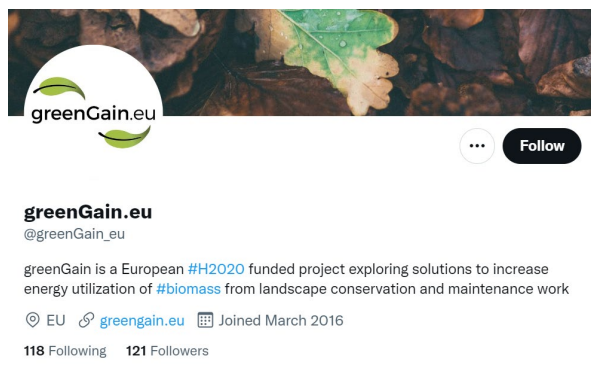 greenGain.eu
Follow
greenGain.eu
@greenGain_eu
greenGain is a European #H2020 funded project exploring solutions to increase
energy utilization of #biomass from landscape conservation and maintenance work
EU greengain.eu Joined March 2016
118 Following 121 Followers